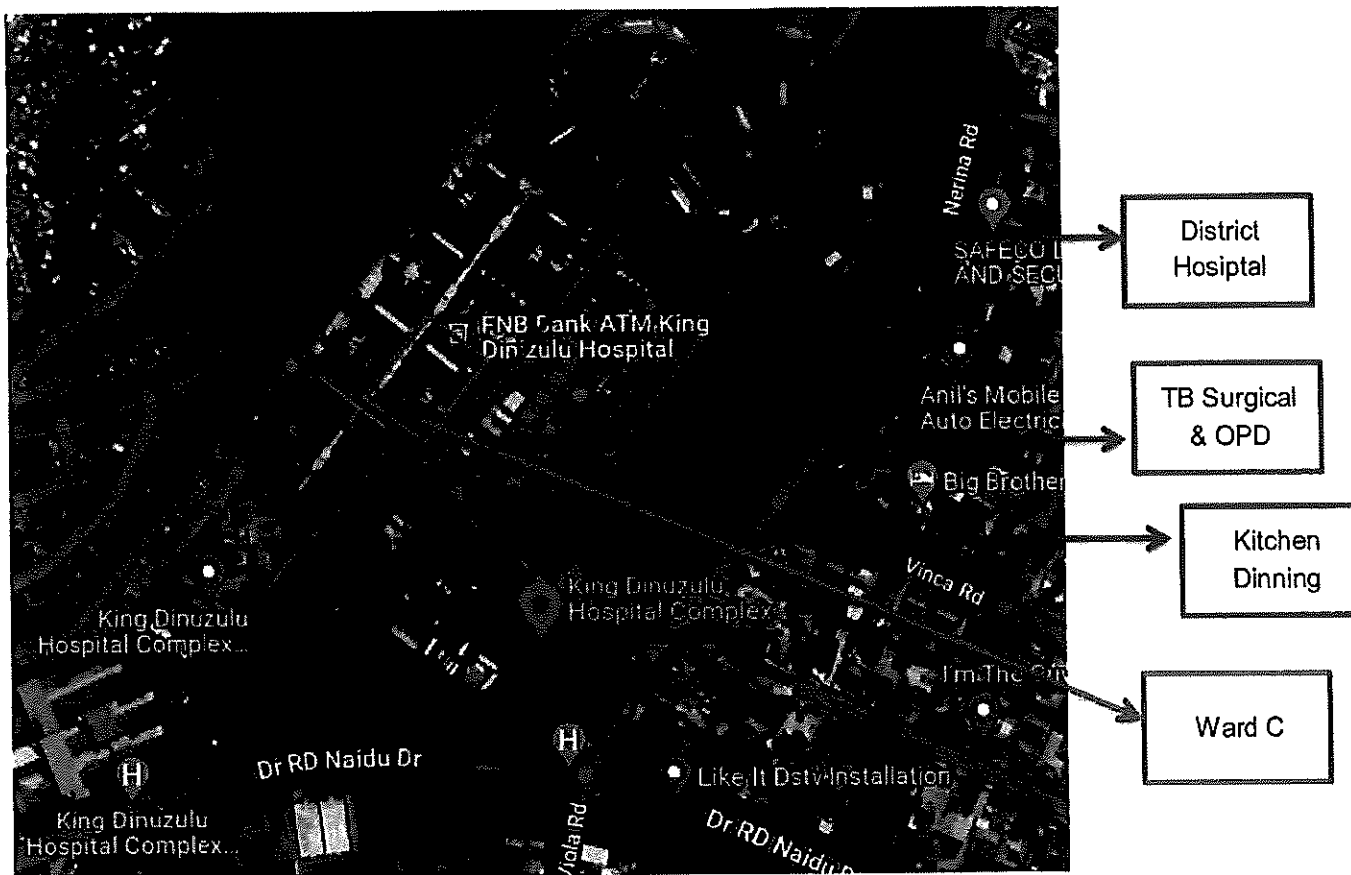 Nerina Rd
SAFECO
AND SECU
FNB Bank ATM King
Dinuzulu Hospital
Anil's Mobile
Auto Electric
Big Brother
Vinca Rd
King Dinuzulu
Hospital Complex
King Dinuzulu
Hospital Complex...
I'm The
Dr RD Naidu Dr
H
Like It Dstv Installation
H
King Dinuzulu
Hospital Complex...
Viola Rd
Dr RD Naidu
District
Hosiptal
TB Surgical
& OPD
Kitchen
Dinning
Ward C